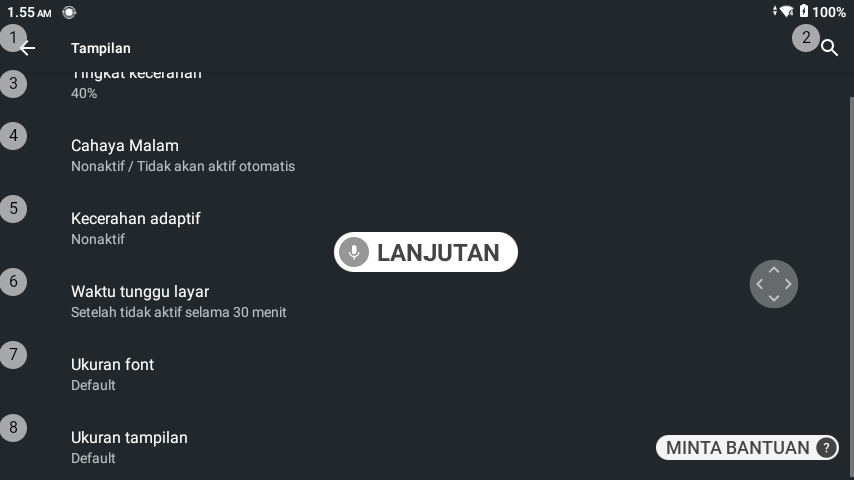 1.55 AM
100%
1
Tampilan
2
3
Tingkat kecerahan
40%
4
Cahaya Malam
Nonaktif / Tidak akan aktif otomatis
5
Kecerahan adaptif
Nonaktif
LANJUTAN
6
Waktu tunggu layar
Setelah tidak aktif selama 30 menit
7
Ukuran font
Default
8
Ukuran tampilan
Default
MINTA BANTUAN ?